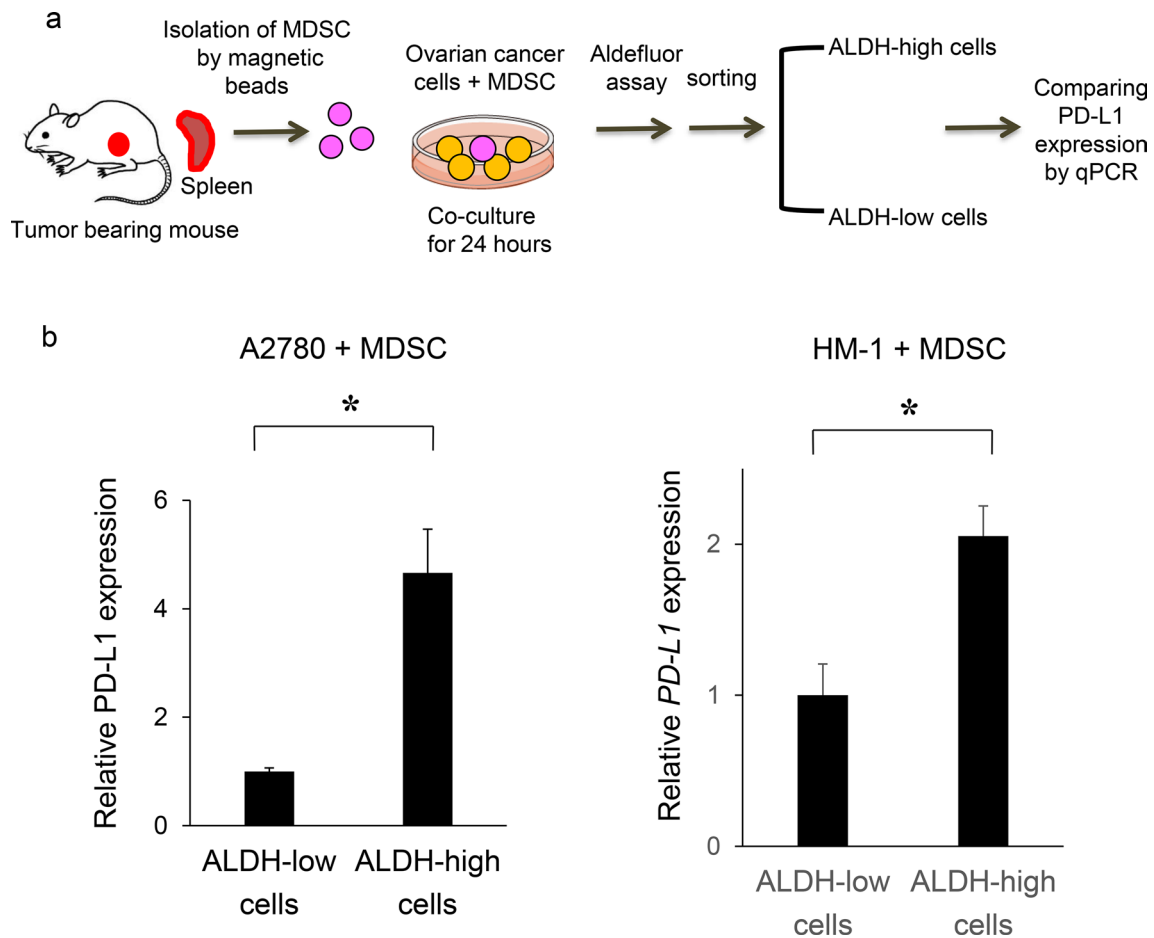 a
Isolation of MDSC
by magnetic
beads
Spleen
Tumor bearing mouse
Ovarian cancer
cells + MDSC
Co-culture
for 24 hours
Aldefluor
assay
sorting
ALDH-high cells
ALDH-low cells
Comparing
PD-L1
expression
by qPCR
b
A2780 + MDSC
*
Relative PD-L1 expression
6
4
2
0
ALDH-low
cells
ALDH-high
cells
HM-1 + MDSC
*
Relative PD-L1 expression
2
1
0
ALDH-low
cells
ALDH-high
cells